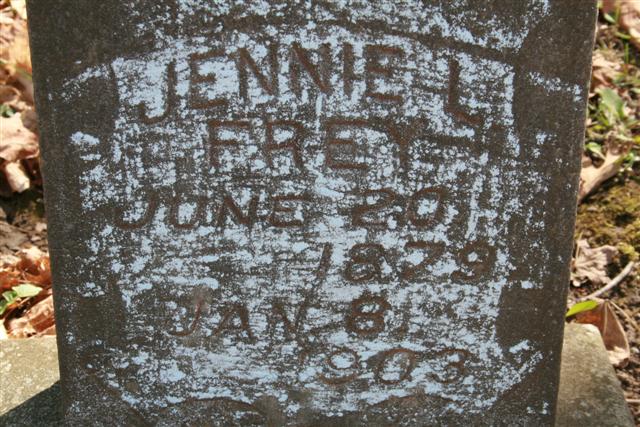 JENNIE L.
FREY
JUNE 20,
1879
JAN 8,
1903